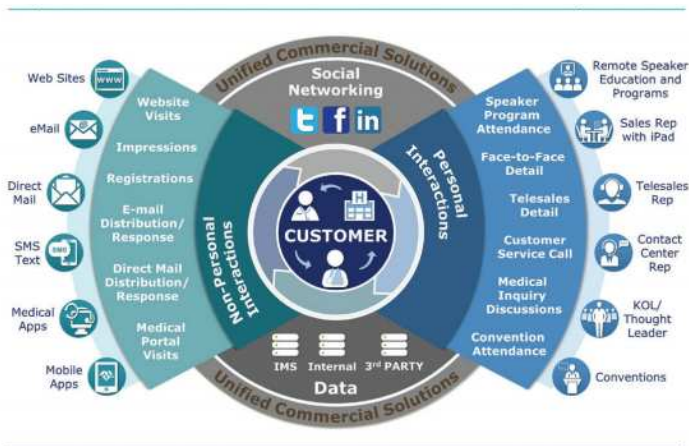 Unified Commercial Solutions
Social
Networking
Web Sites
www
eMail
Direct
Mail
SMS
Text
SMS
Medical
Apps
Mobile
Apps
Website
Visits
Impressions
Registrations
E-mail
Distribution/
Response
Direct Mail
Distribution/
Response
Medical
Portal
Visits
Non-Personal
Interactions
t f in
H
CUSTOMER
Personal
Interactions
Speaker
Program
Attendance
Face-to-Face
Detail
Telesales
Detail
Customer
Service Call
Medical
Inquiry
Discussions
Convention
Attendance
Remote Speaker
Education and
Programs
Sales Rep
with iPad
Telesales
Rep
Contact
Center
Rep
KOL/
Thought
Leader
Conventions
IMS Internal 3rd PARTY
Data
Unified Commercial Solutions